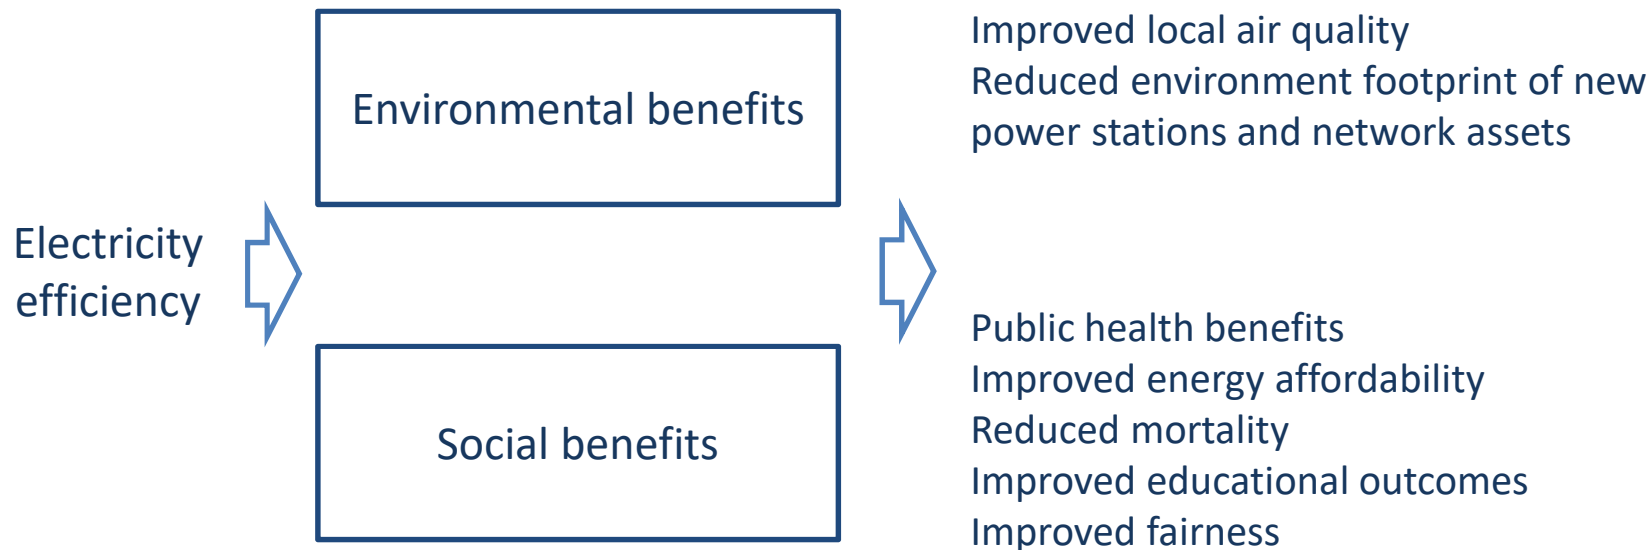 Electricity
efficiency
Environmental benefits
Improved local air quality
Reduced environment footprint of new
power stations and network assets
Social benefits
Public health benefits
Improved energy affordability
Reduced mortality
Improved educational outcomes
Improved fairness